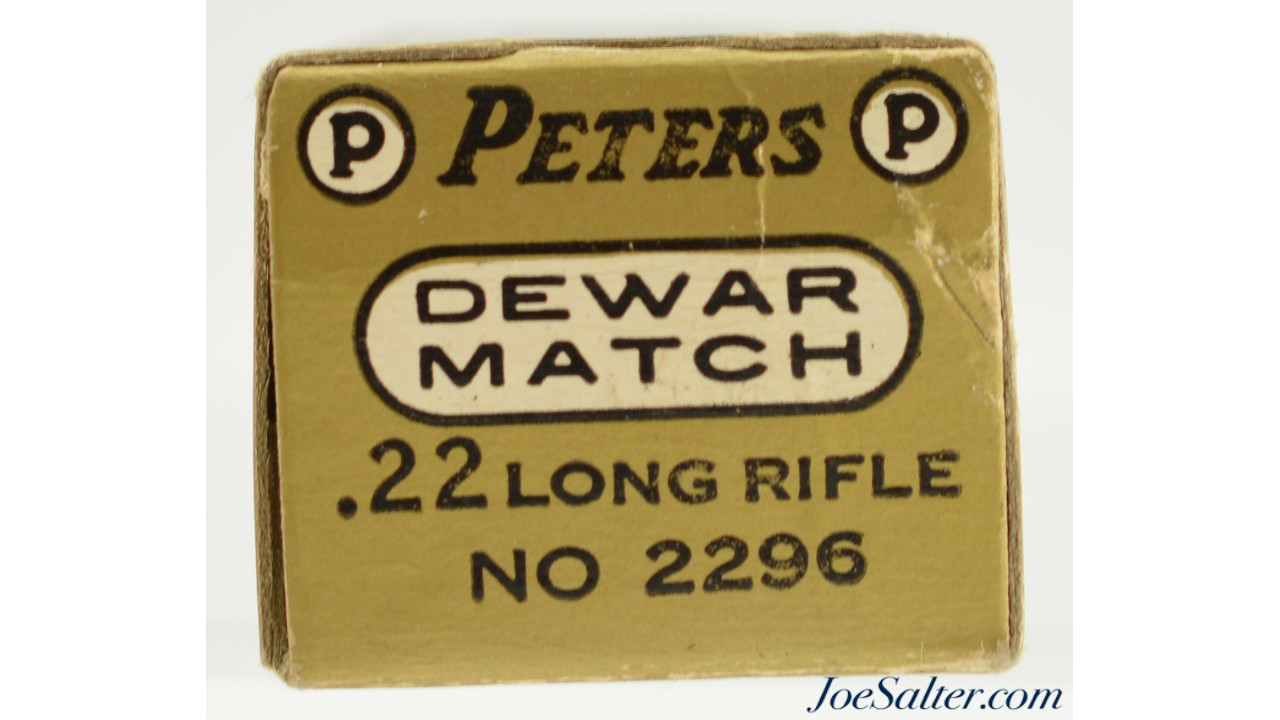 P PETERS P
DEWAR
MATCH
.22 LONG RIFLE
NO 2296
JoeSalter.com